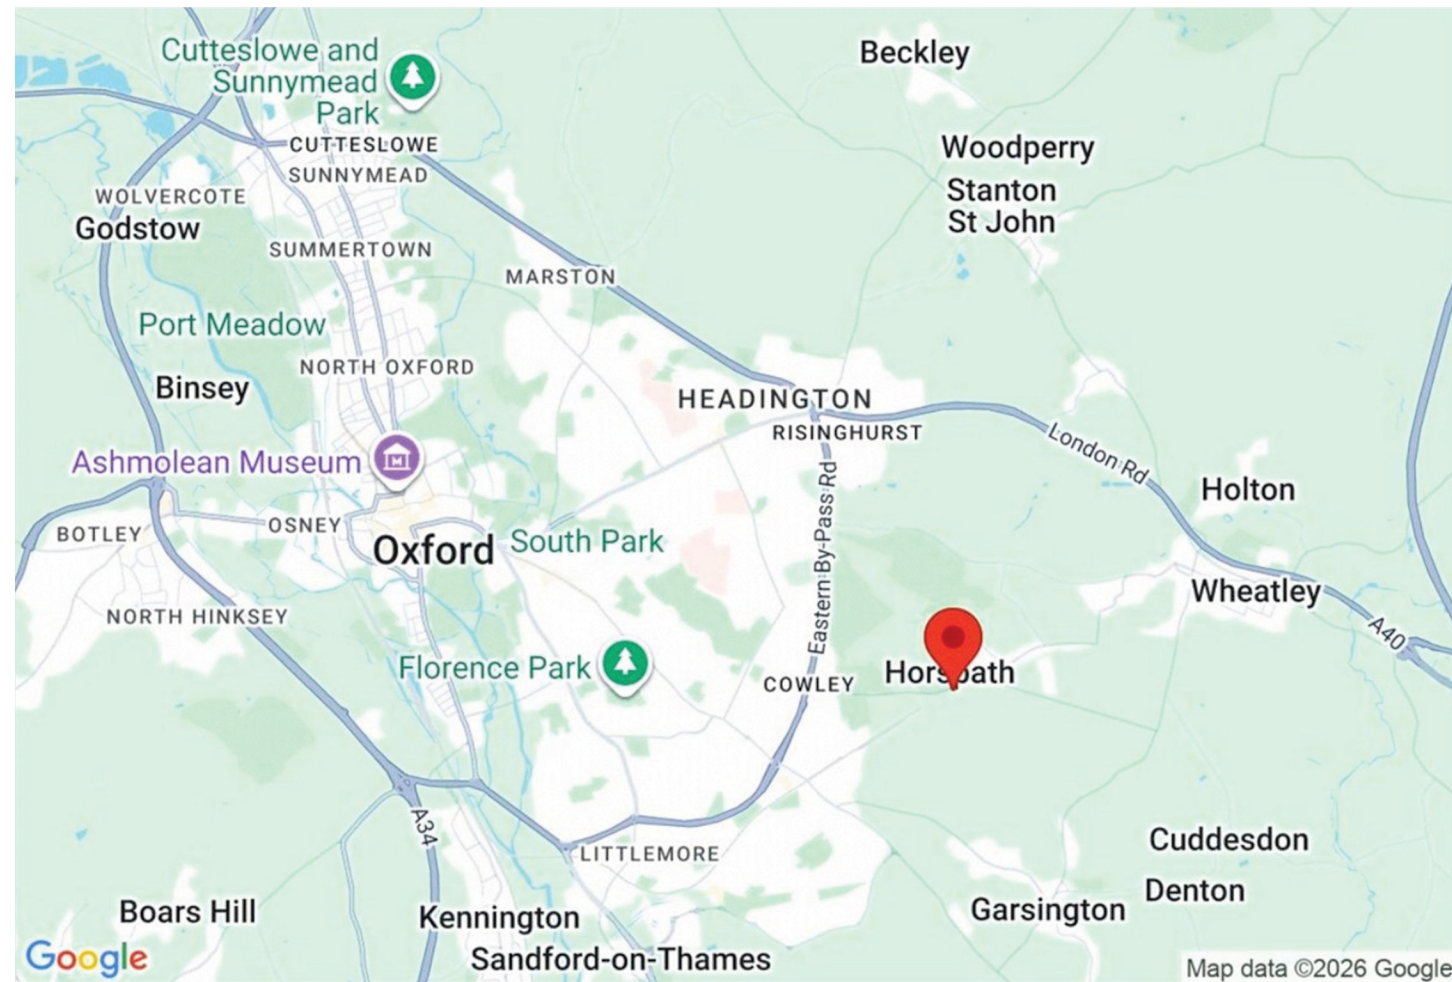 Cutteslowe and
Sunnymead
Park
Beckley
CUTTESLOWE
SUNNYMEAD
Woodperry
Stanton
St John
WOLVERCOTE
Godstow
SUMMERTOWN
MARSTON
Port Meadow
NORTH OXFORD
Binsey
HEADINGTON
RISINGHURST
London Rd
Ashmolean Museum
Eastern By-Pass Rd
Holton
BOTLEY
OSNEY
Oxford
South Park
Wheatley
NORTH HINKSEY
A40
Florence Park
COWLEY
Horspath
A34
LITTLEMORE
Cuddesdon
Denton
Boars Hill
Kennington
Garsington
Sandford-on-Thames
Google
Map data ©2026 Google